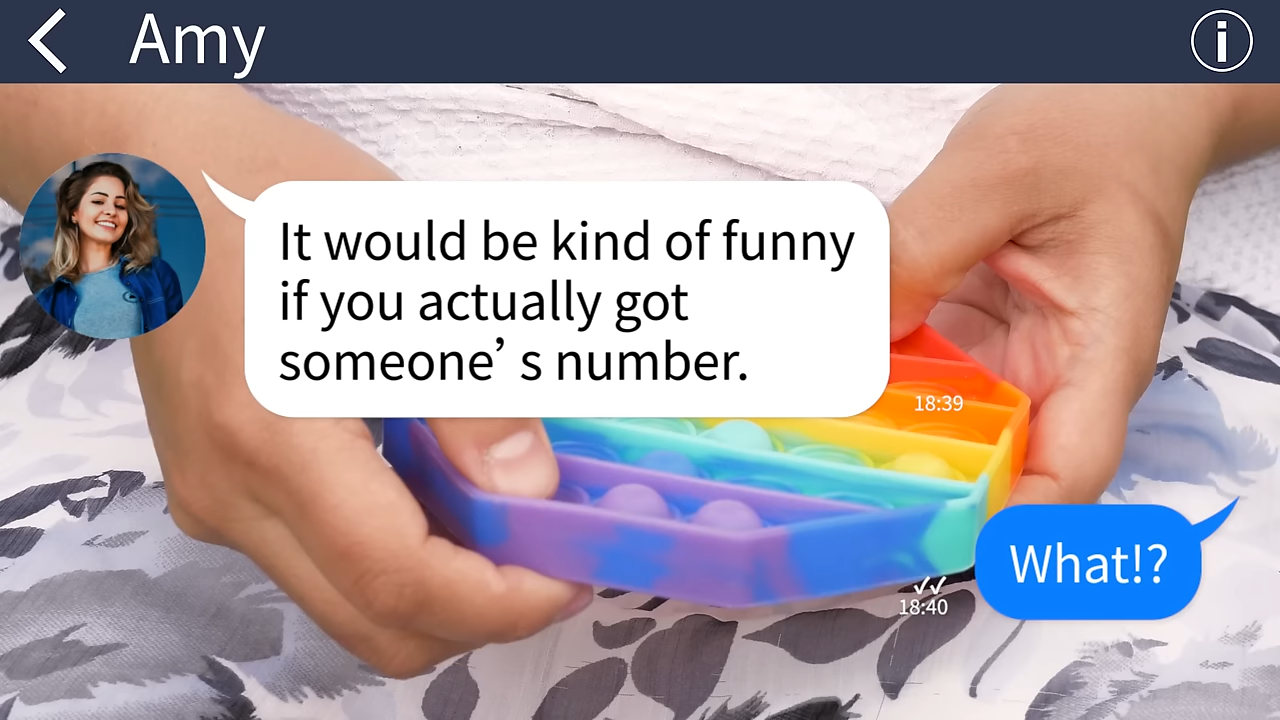 Amy
It would be kind of funny
if you actually got
someone’ s number.
18:39
What!?
18:40